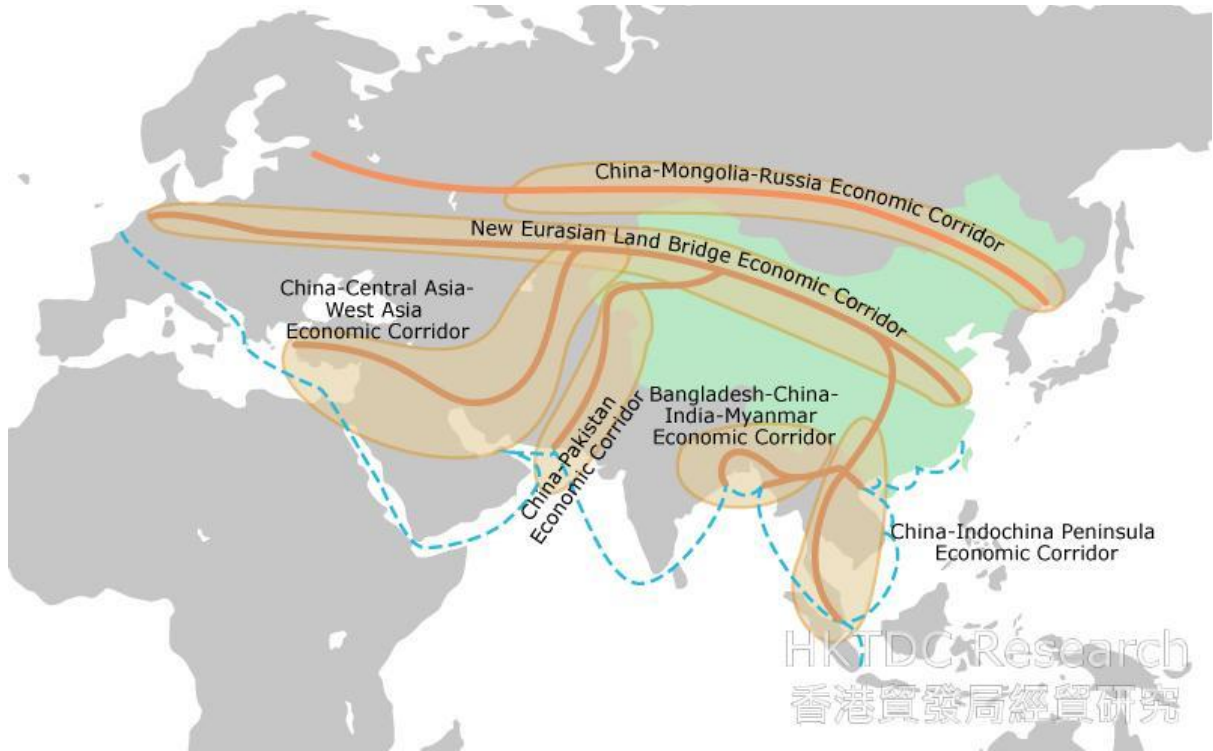 China-Mongolia-Russia Economic Corridor
New Eurasian Land Bridge Economic Corridor
China-Central Asia-
West Asia
Economic Corridor
China-Pakistan
Economic Corridor
Bangladesh-China-
India-Myanmar
Economic Corridor
China-Indochina Peninsula
Economic Corridor
HKTDC Research
香港貿發局經貿研究